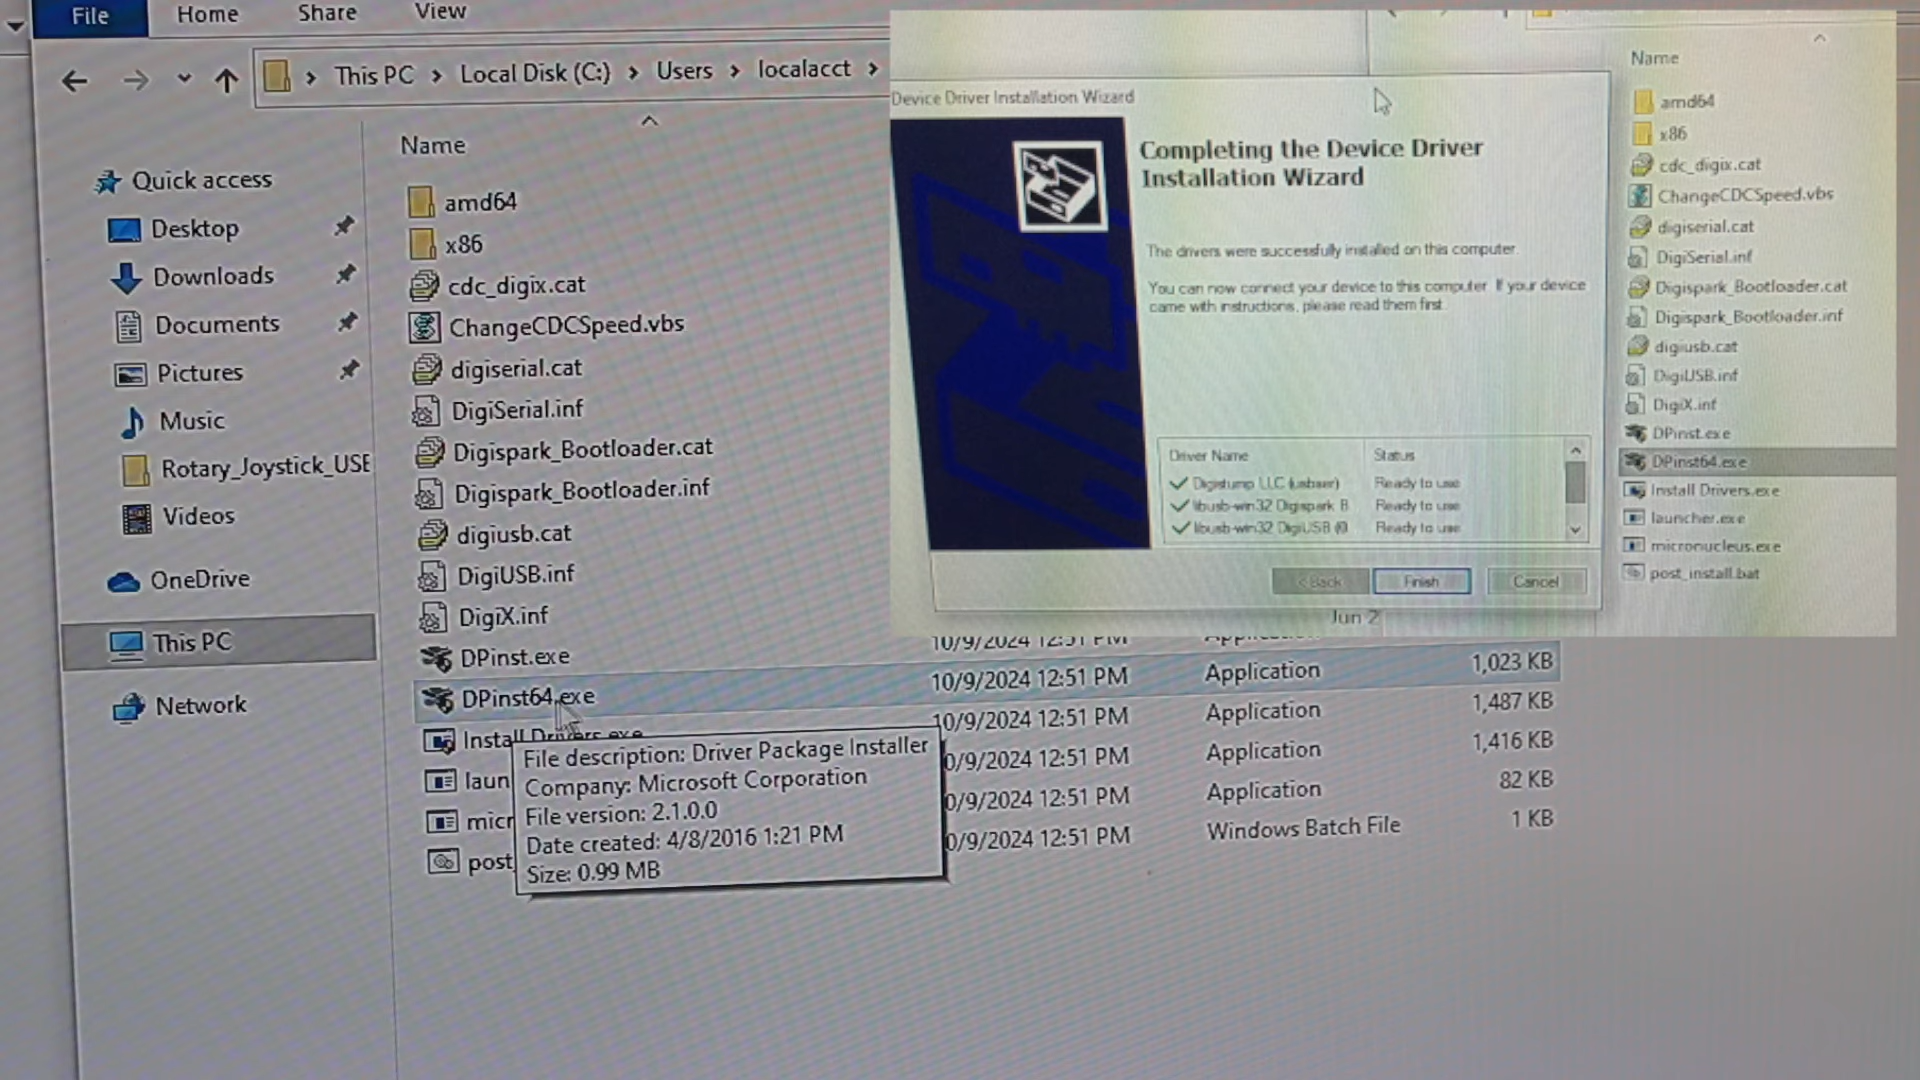 File Home Share View
This PC > Local Disk (C:) > Users > localacct >
Name
Quick access
Desktop
Downloads
Documents
Pictures
Music
Rotary_Joystick_USB
Videos
OneDrive
This PC
Network
amd64
x86
cdc_digix.cat
ChangeCDCSpeed.vbs
digiserial.cat
DigiSerial.inf
Digispark_Bootloader.cat
Digispark_Bootloader.inf
digiusb.cat
DigiUSB.inf
DigiX.inf
DPinst.exe 10/9/2024 12:51 PM
DPinst64.exe 10/9/2024 12:51 PM Application 1,023 KB
Install Drivers.exe 10/9/2024 12:51 PM Application 1,487 KB
laun 0/9/2024 12:51 PM Application 1,416 KB
micr 0/9/2024 12:51 PM Application 82 KB
post_ 0/9/2024 12:51 PM Windows Batch File 1 KB
File description: Driver Package Installer
Company: Microsoft Corporation
File version: 2.1.0.0
Date created: 4/8/2016 1:21 PM
Size: 0.99 MB
Device Driver Installation Wizard
Completing the Device Driver
Installation Wizard
The drivers were successfully installed on this computer.
You can now connect your device to this computer. If your device
came with instructions, please read them first.
Driver Name Status
Digistump LLC (usbser) Ready to use
libusb-win32 Digispark B Ready to use
libusb-win32 DigiUSB (0 Ready to use
< Back Finish Cancel
Jun 2
Name
amd64
x86
cdc_digix.cat
ChangeCDCSpeed.vbs
digiserial.cat
DigiSerial.inf
Digispark_Bootloader.cat
Digispark_Bootloader.inf
digiusb.cat
DigiUSB.inf
DigiX.inf
DPinst.exe
DPinst64.exe
Install Drivers.exe
launcher.exe
micronucleus.exe
post_install.bat